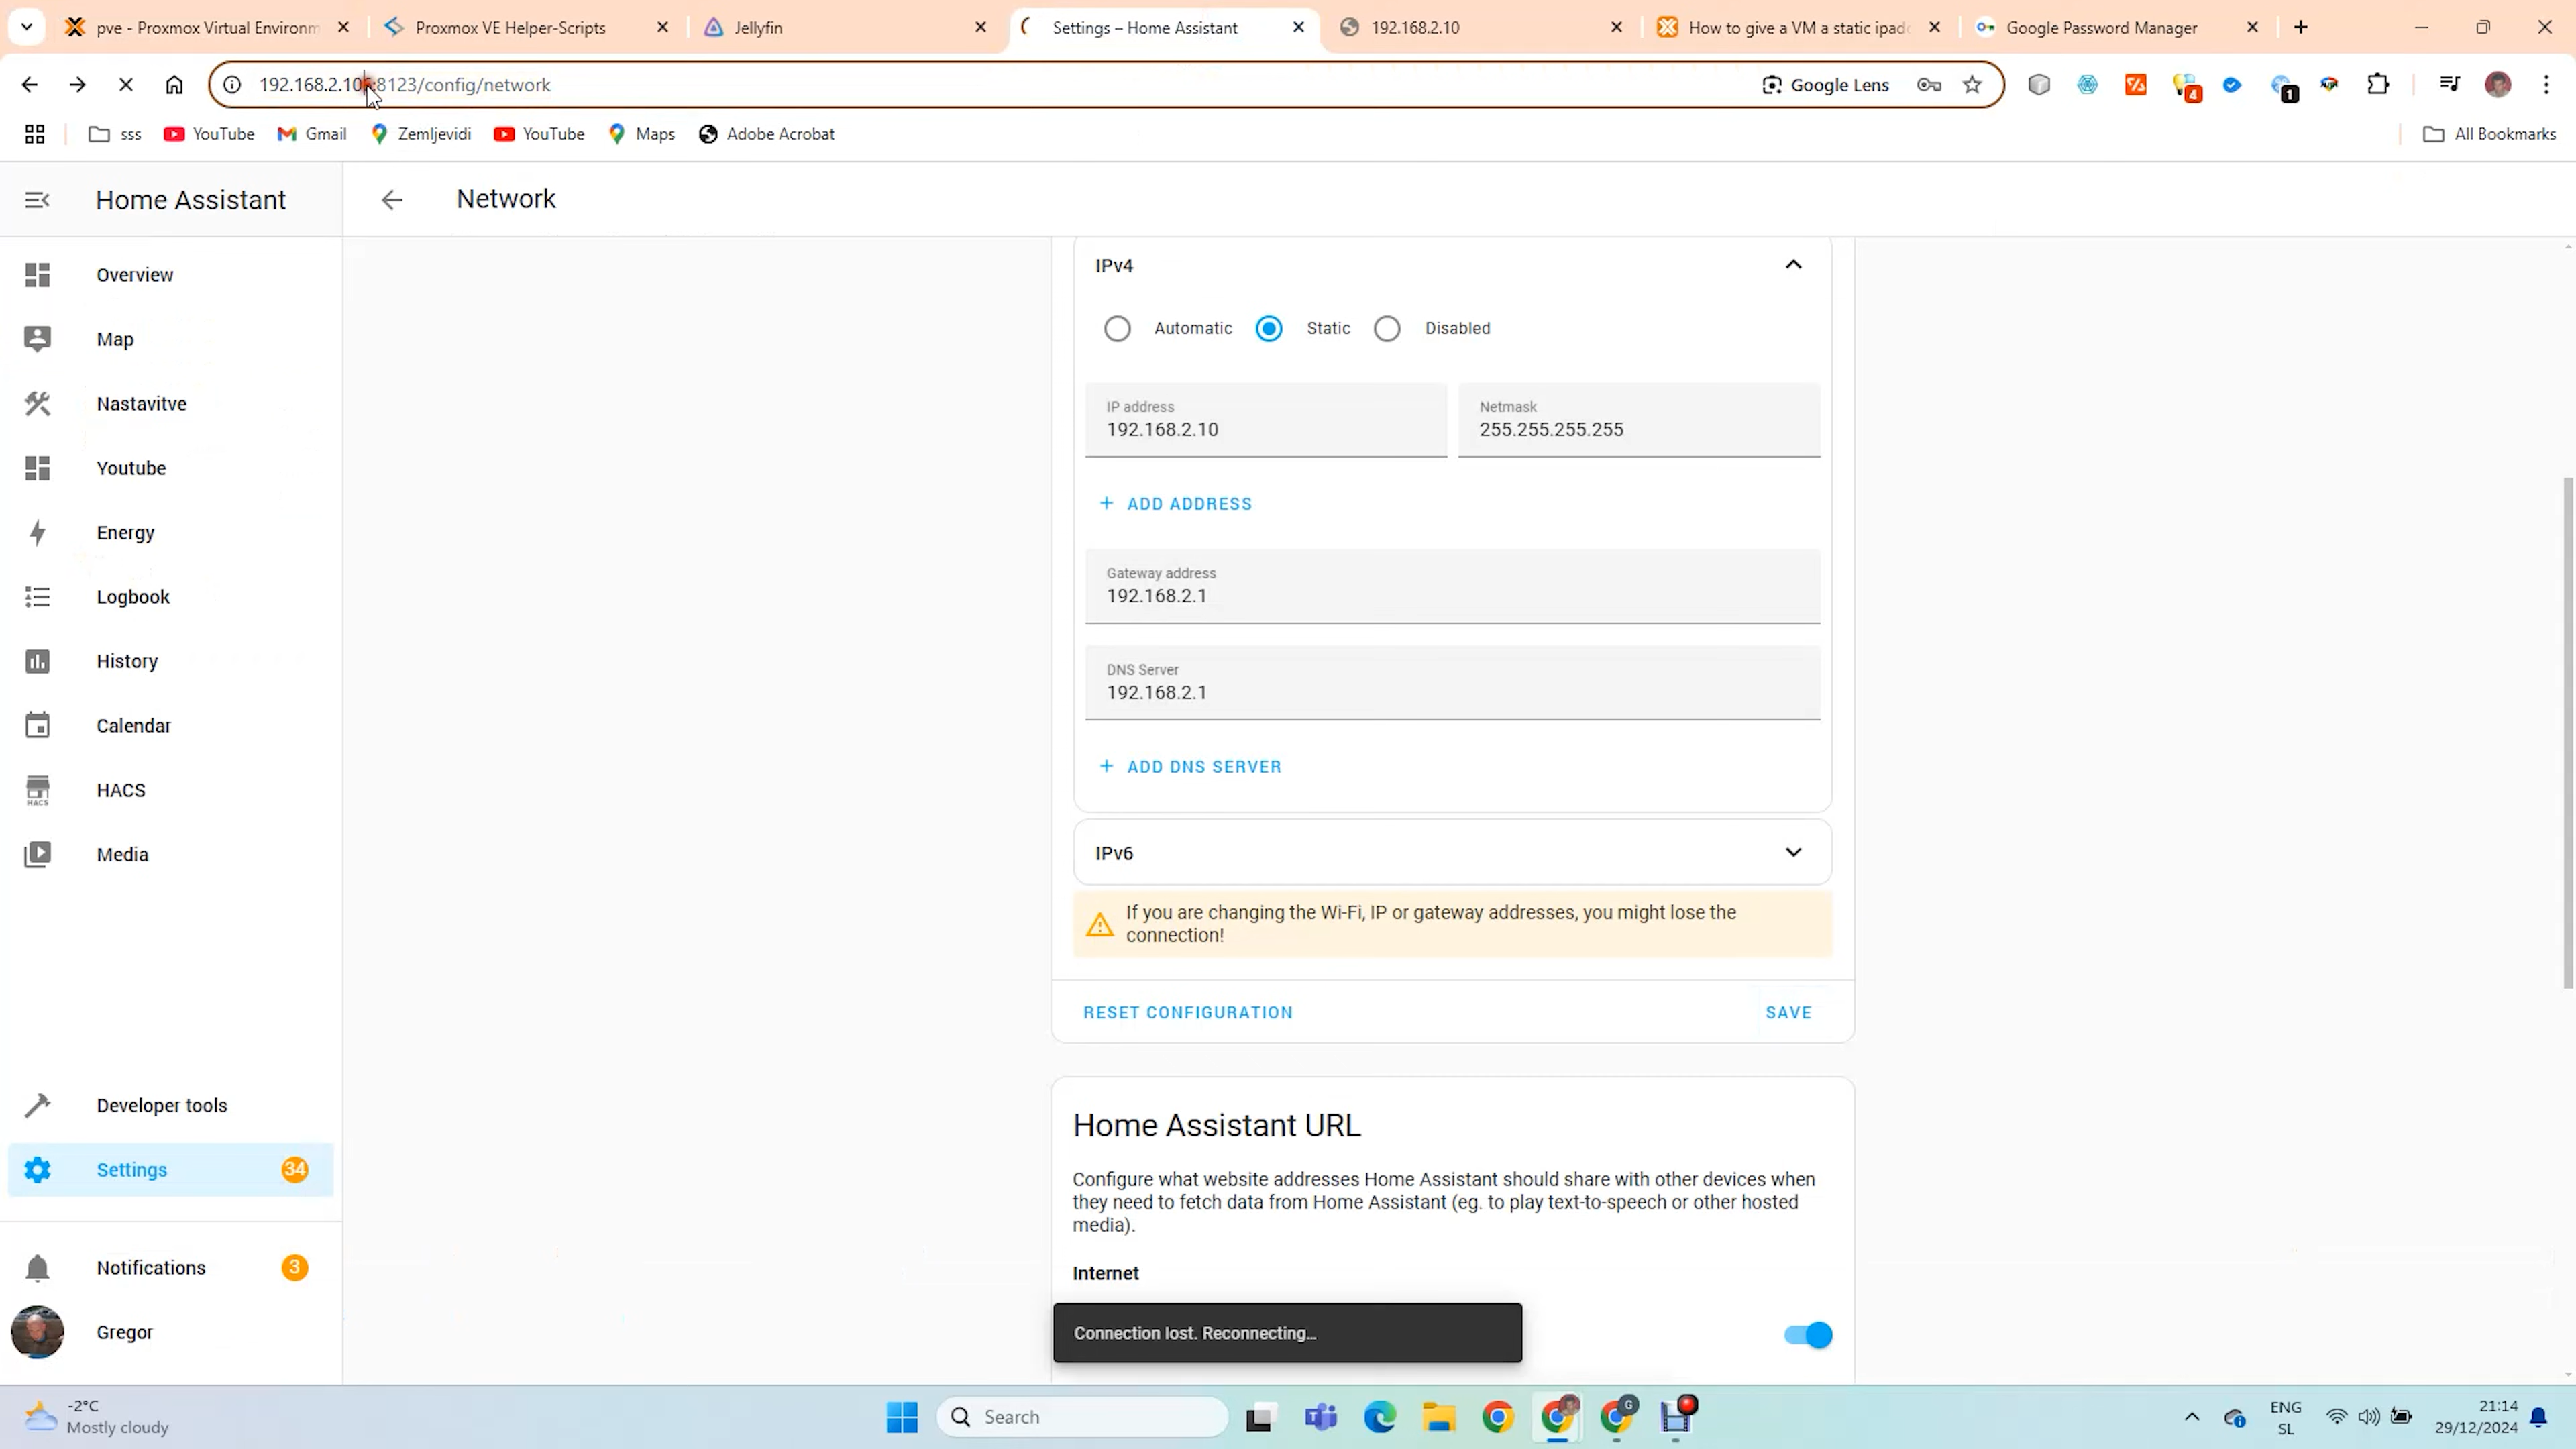 pve - Proxmox Virtual Environm
Proxmox VE Helper-Scripts
Jellyfin
Settings – Home Assistant
192.168.2.10
How to give a VM a static ipad
Google Password Manager
:8123/config/network
Google Lens
4
1
sss
YouTube
Gmail
Zemljevidi
YouTube
Maps
Adobe Acrobat
All Bookmarks
Home Assistant
Network
Overview
Map
Nastavitve
Youtube
Energy
Logbook
History
Calendar
HACS
HACS
Media
Developer tools
Settings
34
Notifications
3
Gregor
IPv4
Automatic
Static
Disabled
IP address
192.168.2.10
Netmask
255.255.255.255
+ ADD ADDRESS
Gateway address
192.168.2.1
DNS Server
192.168.2.1
+ ADD DNS SERVER
IPv6
If you are changing the Wi-Fi, IP or gateway addresses, you might lose the
connection!
RESET CONFIGURATION
SAVE
Home Assistant URL
Configure what website addresses Home Assistant should share with other devices when
they need to fetch data from Home Assistant (eg. to play text-to-speech or other hosted
media).
Internet
Connection lost. Reconnecting...
-2°C
Mostly cloudy
Search
G
ENG
SL
21:14
29/12/2024